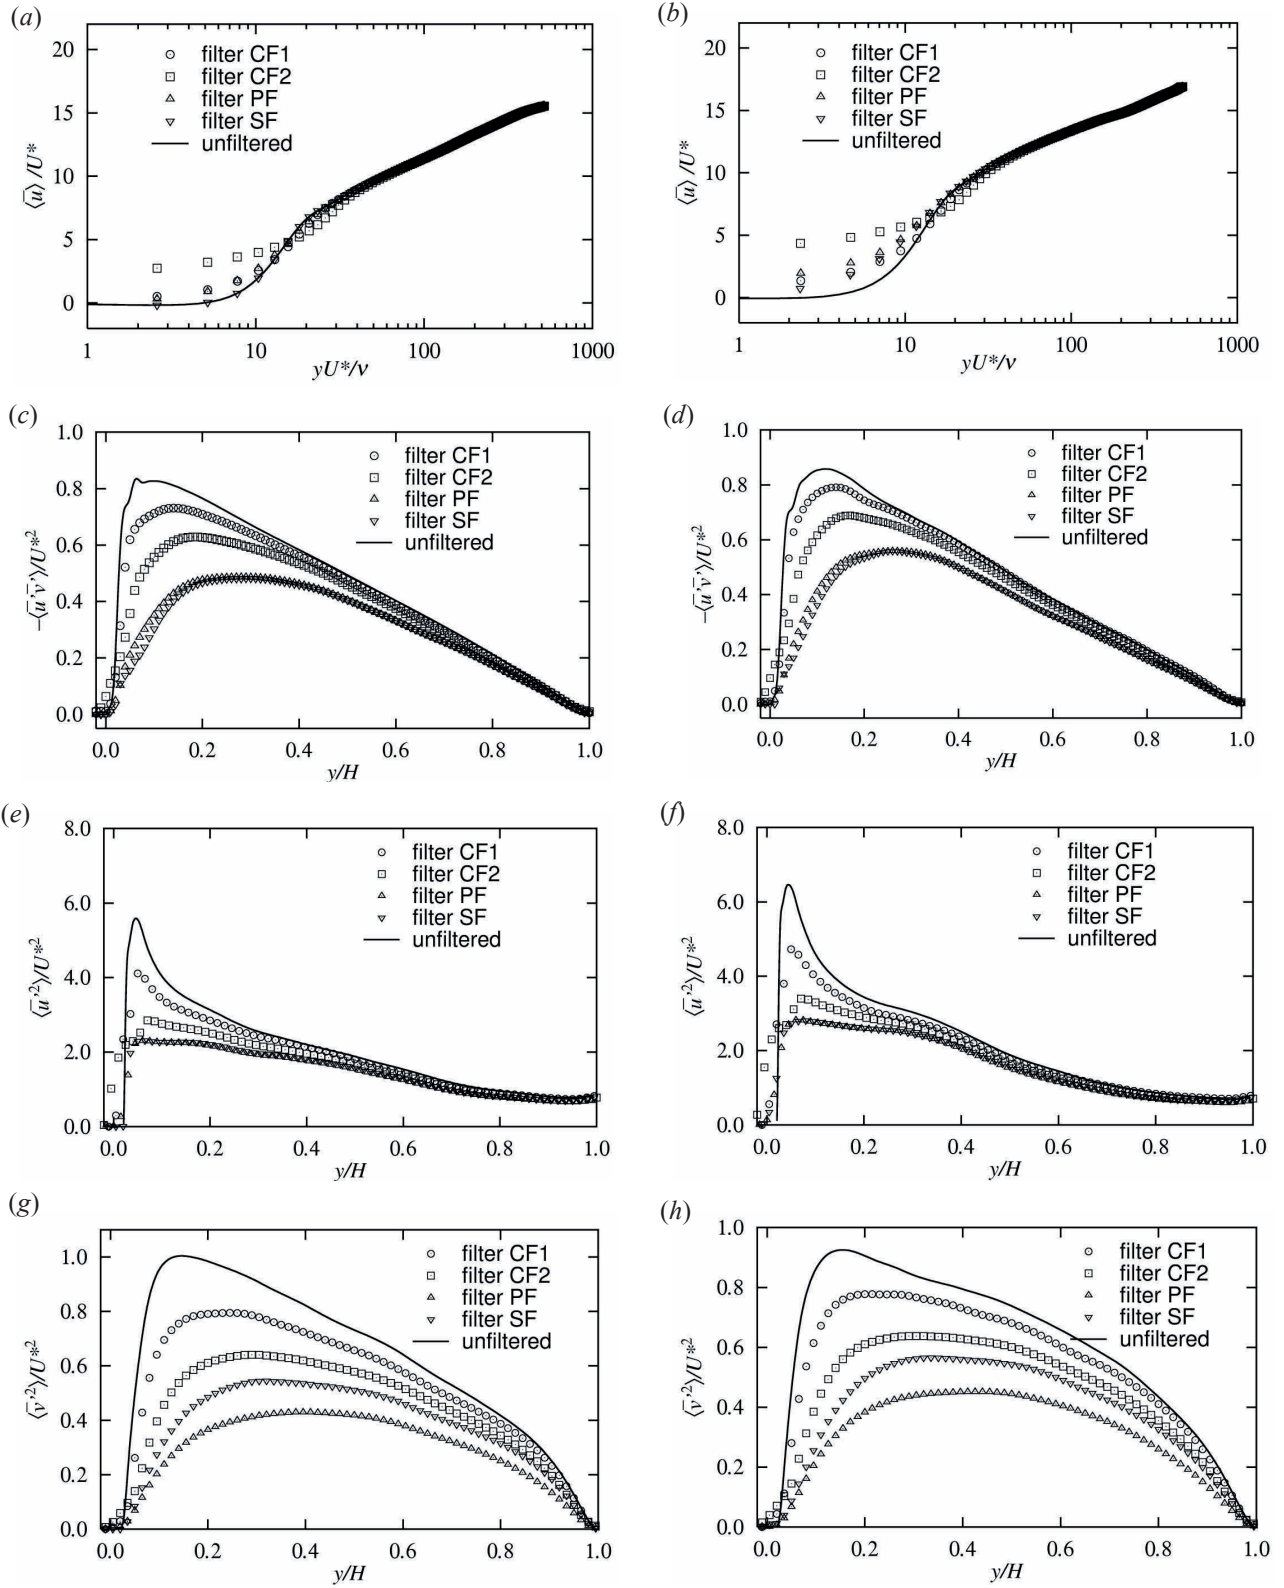 (a)
20
15
10
5
0
⟨u̅⟩/U*
filter CF1
filter CF2
filter PF
filter SF
unfiltered
1 10 100 1000
yU*/ν
(b)
20
15
10
5
0
⟨u̅⟩/U*
filter CF1
filter CF2
filter PF
filter SF
unfiltered
1 10 100 1000
yU*/ν
(c)
1.0
0.8
0.6
0.4
0.2
0.0
−⟨u̅'v̅'⟩/U*²
filter CF1
filter CF2
filter PF
filter SF
unfiltered
0.0 0.2 0.4 0.6 0.8 1.0
y/H
(d)
1.0
0.8
0.6
0.4
0.2
0.0
−⟨u̅'v̅'⟩/U*²
filter CF1
filter CF2
filter PF
filter SF
unfiltered
0.0 0.2 0.4 0.6 0.8 1.0
y/H
(e)
8.0
6.0
4.0
2.0
0.0
⟨u̅'²⟩/U*²
filter CF1
filter CF2
filter PF
filter SF
unfiltered
0.0 0.2 0.4 0.6 0.8 1.0
y/H
(f)
8.0
6.0
4.0
2.0
0.0
⟨u̅'²⟩/U*²
filter CF1
filter CF2
filter PF
filter SF
unfiltered
0.0 0.2 0.4 0.6 0.8 1.0
y/H
(g)
1.0
0.8
0.6
0.4
0.2
0.0
⟨v̅'²⟩/U*²
filter CF1
filter CF2
filter PF
filter SF
unfiltered
0.0 0.2 0.4 0.6 0.8 1.0
y/H
(h)
1.0
0.8
0.6
0.4
0.2
0.0
⟨v̅'²⟩/U*²
filter CF1
filter CF2
filter PF
filter SF
unfiltered
0.0 0.2 0.4 0.6 0.8 1.0
y/H